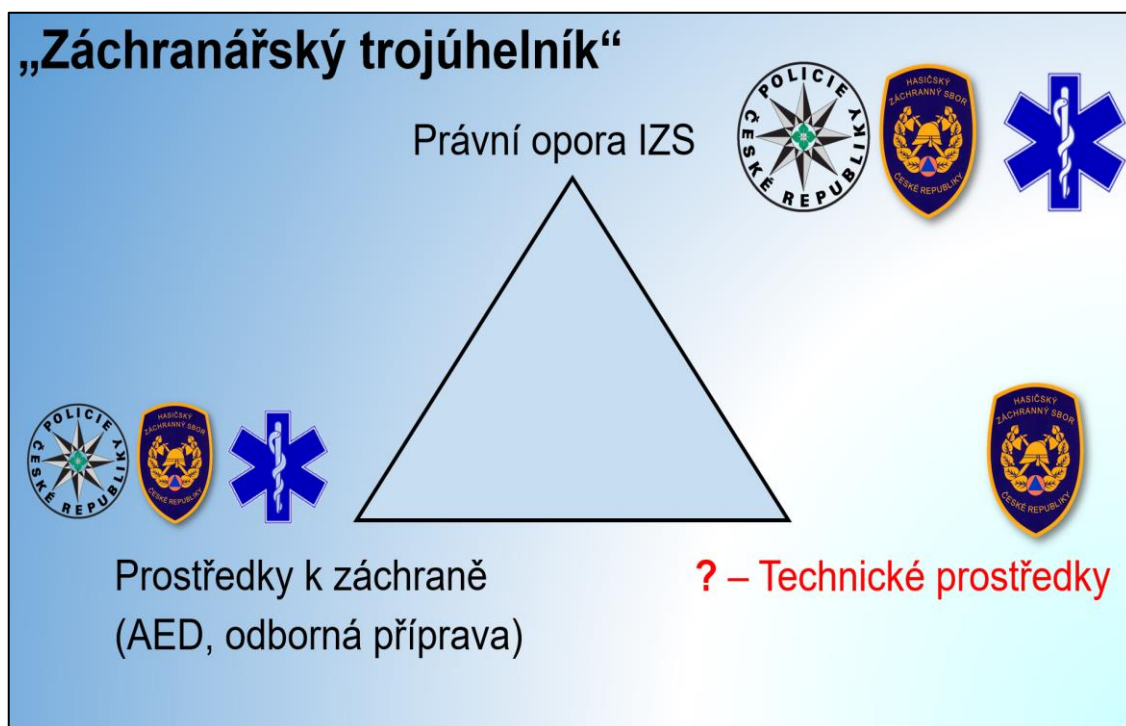 „Záchranářský trojúhelník“
Právní opora IZS
POLICIE
ČESKÉ REPUBLIKY
HASIČSKÝ
ZÁCHRANNÝ SBOR
ČESKÉ REPUBLIKY
POLICIE
ČESKÉ REPUBLIKY
HASIČSKÝ
ZÁCHRANNÝ SBOR
ČESKÉ REPUBLIKY
HASIČSKÝ
ZÁCHRANNÝ SBOR
ČESKÉ REPUBLIKY
Prostředky k záchraně
(AED, odborná příprava)
? – Technické prostředky